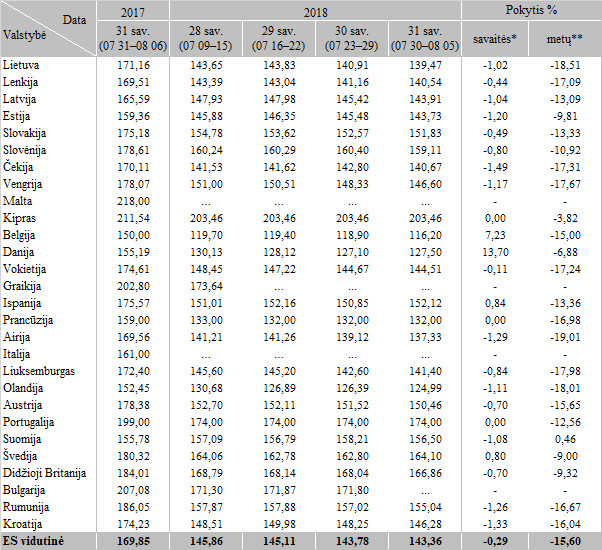 Data
Valstybė
2017 2018 Pokytis %
31 sav. (07 31–08 06) 28 sav. (07 09–15) 29 sav. (07 16–22) 30 sav. (07 23–29) 31 sav. (07 30–08 05) savaitės* metų**
Lietuva 171,16 143,65 143,83 140,91 139,47 -1,02 -18,51
Lenkija 169,51 143,39 143,04 141,16 140,54 -0,44 -17,09
Latvija 165,59 147,93 147,98 145,42 143,91 -1,04 -13,09
Estija 159,36 145,88 146,35 145,48 143,73 -1,20 -9,81
Slovakija 175,18 154,78 153,62 152,57 151,83 -0,49 -13,33
Slovėnija 178,61 160,24 160,29 160,40 159,11 -0,80 -10,92
Čekija 170,11 141,53 141,62 142,80 140,67 -1,49 -17,31
Vengrija 178,07 151,00 150,51 148,33 146,60 -1,17 -17,67
Malta 218,00 ... ... ... ... - -
Kipras 211,54 203,46 203,46 203,46 203,46 0,00 -3,82
Belgija 150,00 119,70 119,40 118,90 116,20 7,23 -15,00
Danija 155,19 130,13 128,12 127,10 127,50 13,70 -6,88
Vokietija 174,61 148,45 147,22 144,67 144,51 -0,11 -17,24
Graikija 202,80 173,64 ... ... ... - -
Ispanija 175,57 151,01 152,16 150,85 152,12 0,84 -13,36
Prancūzija 159,00 133,00 132,00 132,00 132,00 0,00 -16,98
Airija 169,56 141,21 141,26 139,12 137,33 -1,29 -19,01
Italija 161,00 ... ... ... ... - -
Liuksemburgas 172,40 145,60 145,20 142,60 141,40 -0,84 -17,98
Olandija 152,45 130,68 126,89 126,39 124,99 -1,11 -18,01
Austrija 178,38 152,70 152,11 151,52 150,46 -0,70 -15,65
Portugalija 199,00 174,00 174,00 174,00 174,00 0,00 -12,56
Suomija 155,78 157,09 156,79 158,21 156,50 -1,08 0,46
Švedija 180,32 164,06 162,78 162,80 164,10 0,80 -9,00
Didžioji Britanija 184,01 168,79 168,14 168,04 166,86 -0,70 -9,32
Bulgarija 207,08 171,30 171,87 171,80 ... - -
Rumunija 186,05 157,87 157,88 157,02 155,04 -1,26 -16,67
Kroatija 174,23 148,51 149,98 148,25 146,28 -1,33 -16,04
ES vidutinė 169,85 145,86 145,11 143,78 143,36 -0,29 -15,60